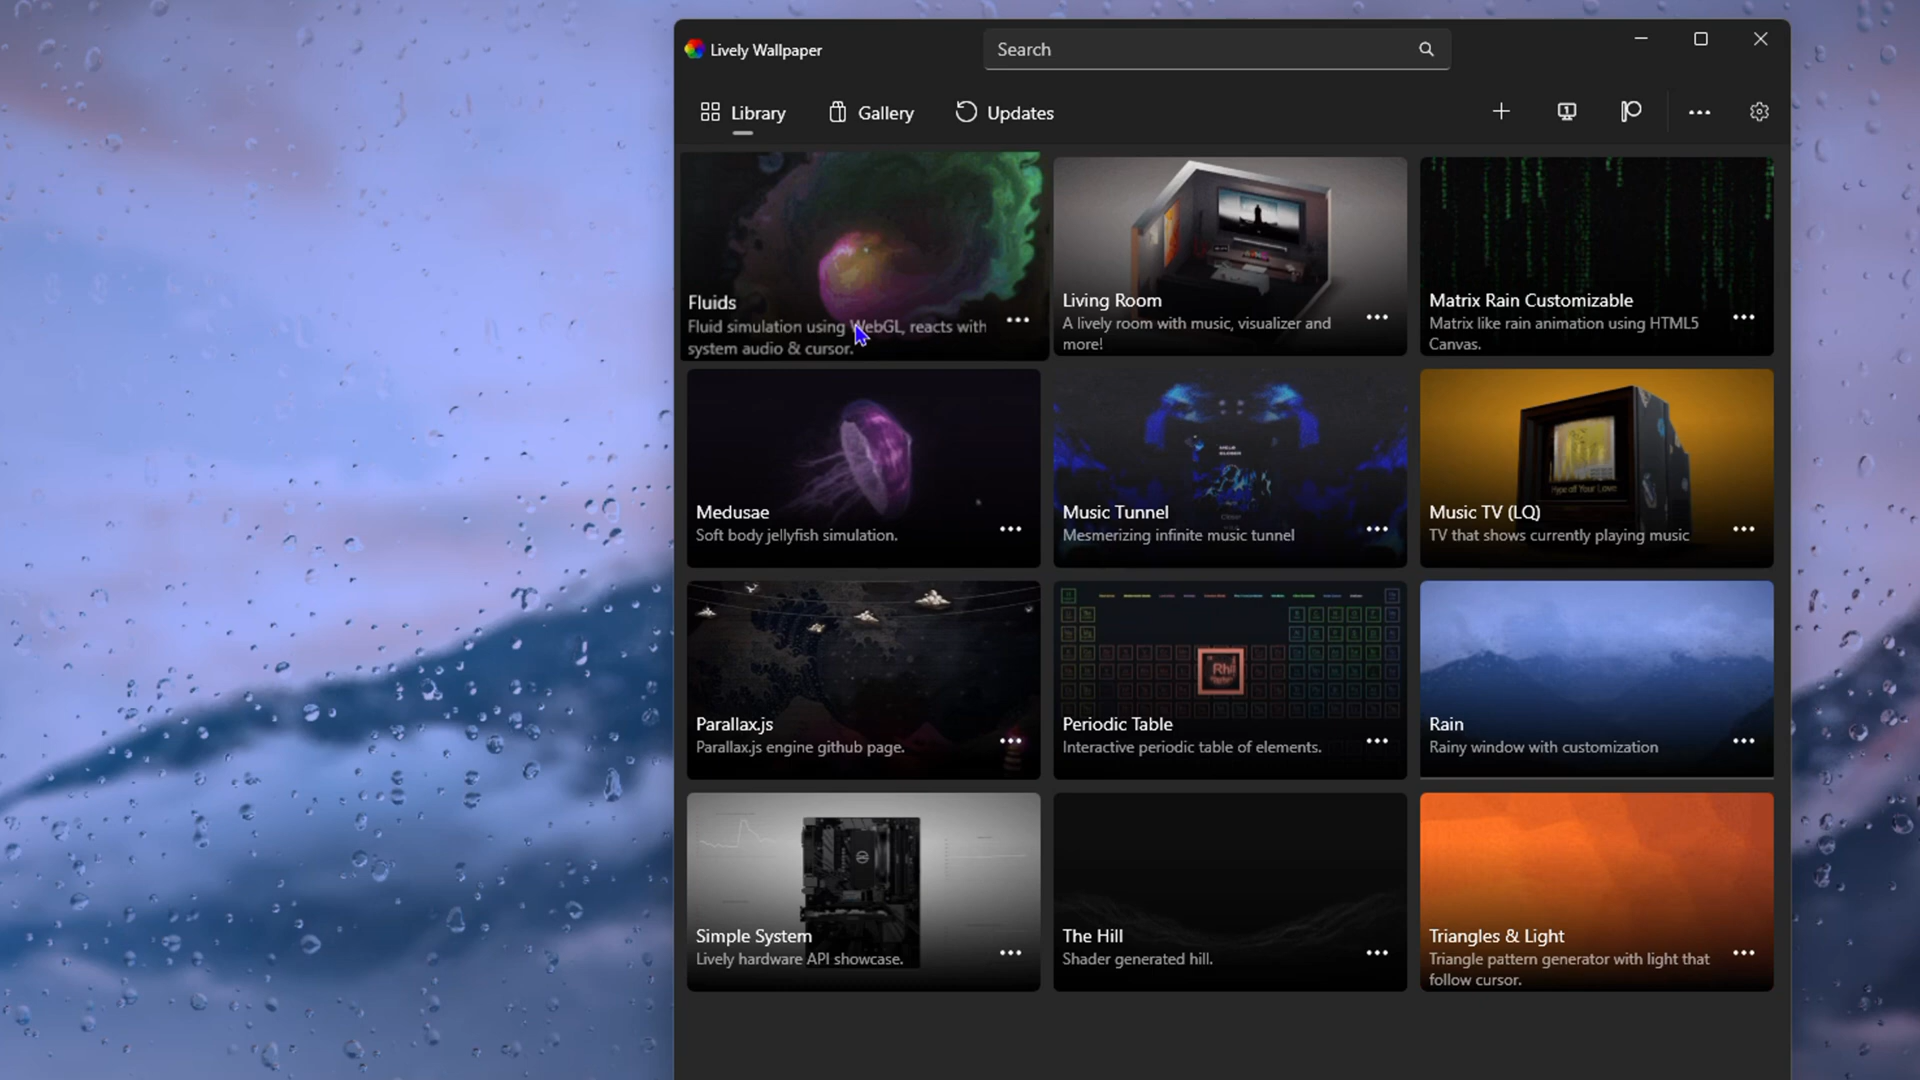 Lively Wallpaper
Search
Library
Gallery
Updates
Fluids
Fluid simulation using WebGL, reacts with
system audio & cursor.
Living Room
A lively room with music, visualizer and
more!
Matrix Rain Customizable
Matrix like rain animation using HTML5
Canvas.
Medusae
Soft body jellyfish simulation.
Music Tunnel
Mesmerizing infinite music tunnel
Hype of Your Love
Music TV (LQ)
TV that shows currently playing music
Parallax.js
Parallax.js engine github page.
Rh
Periodic Table
Interactive periodic table of elements.
Rain
Rainy window with customization
Simple System
Lively hardware API showcase.
The Hill
Shader generated hill.
Triangles & Light
Triangle pattern generator with light that
follow cursor.